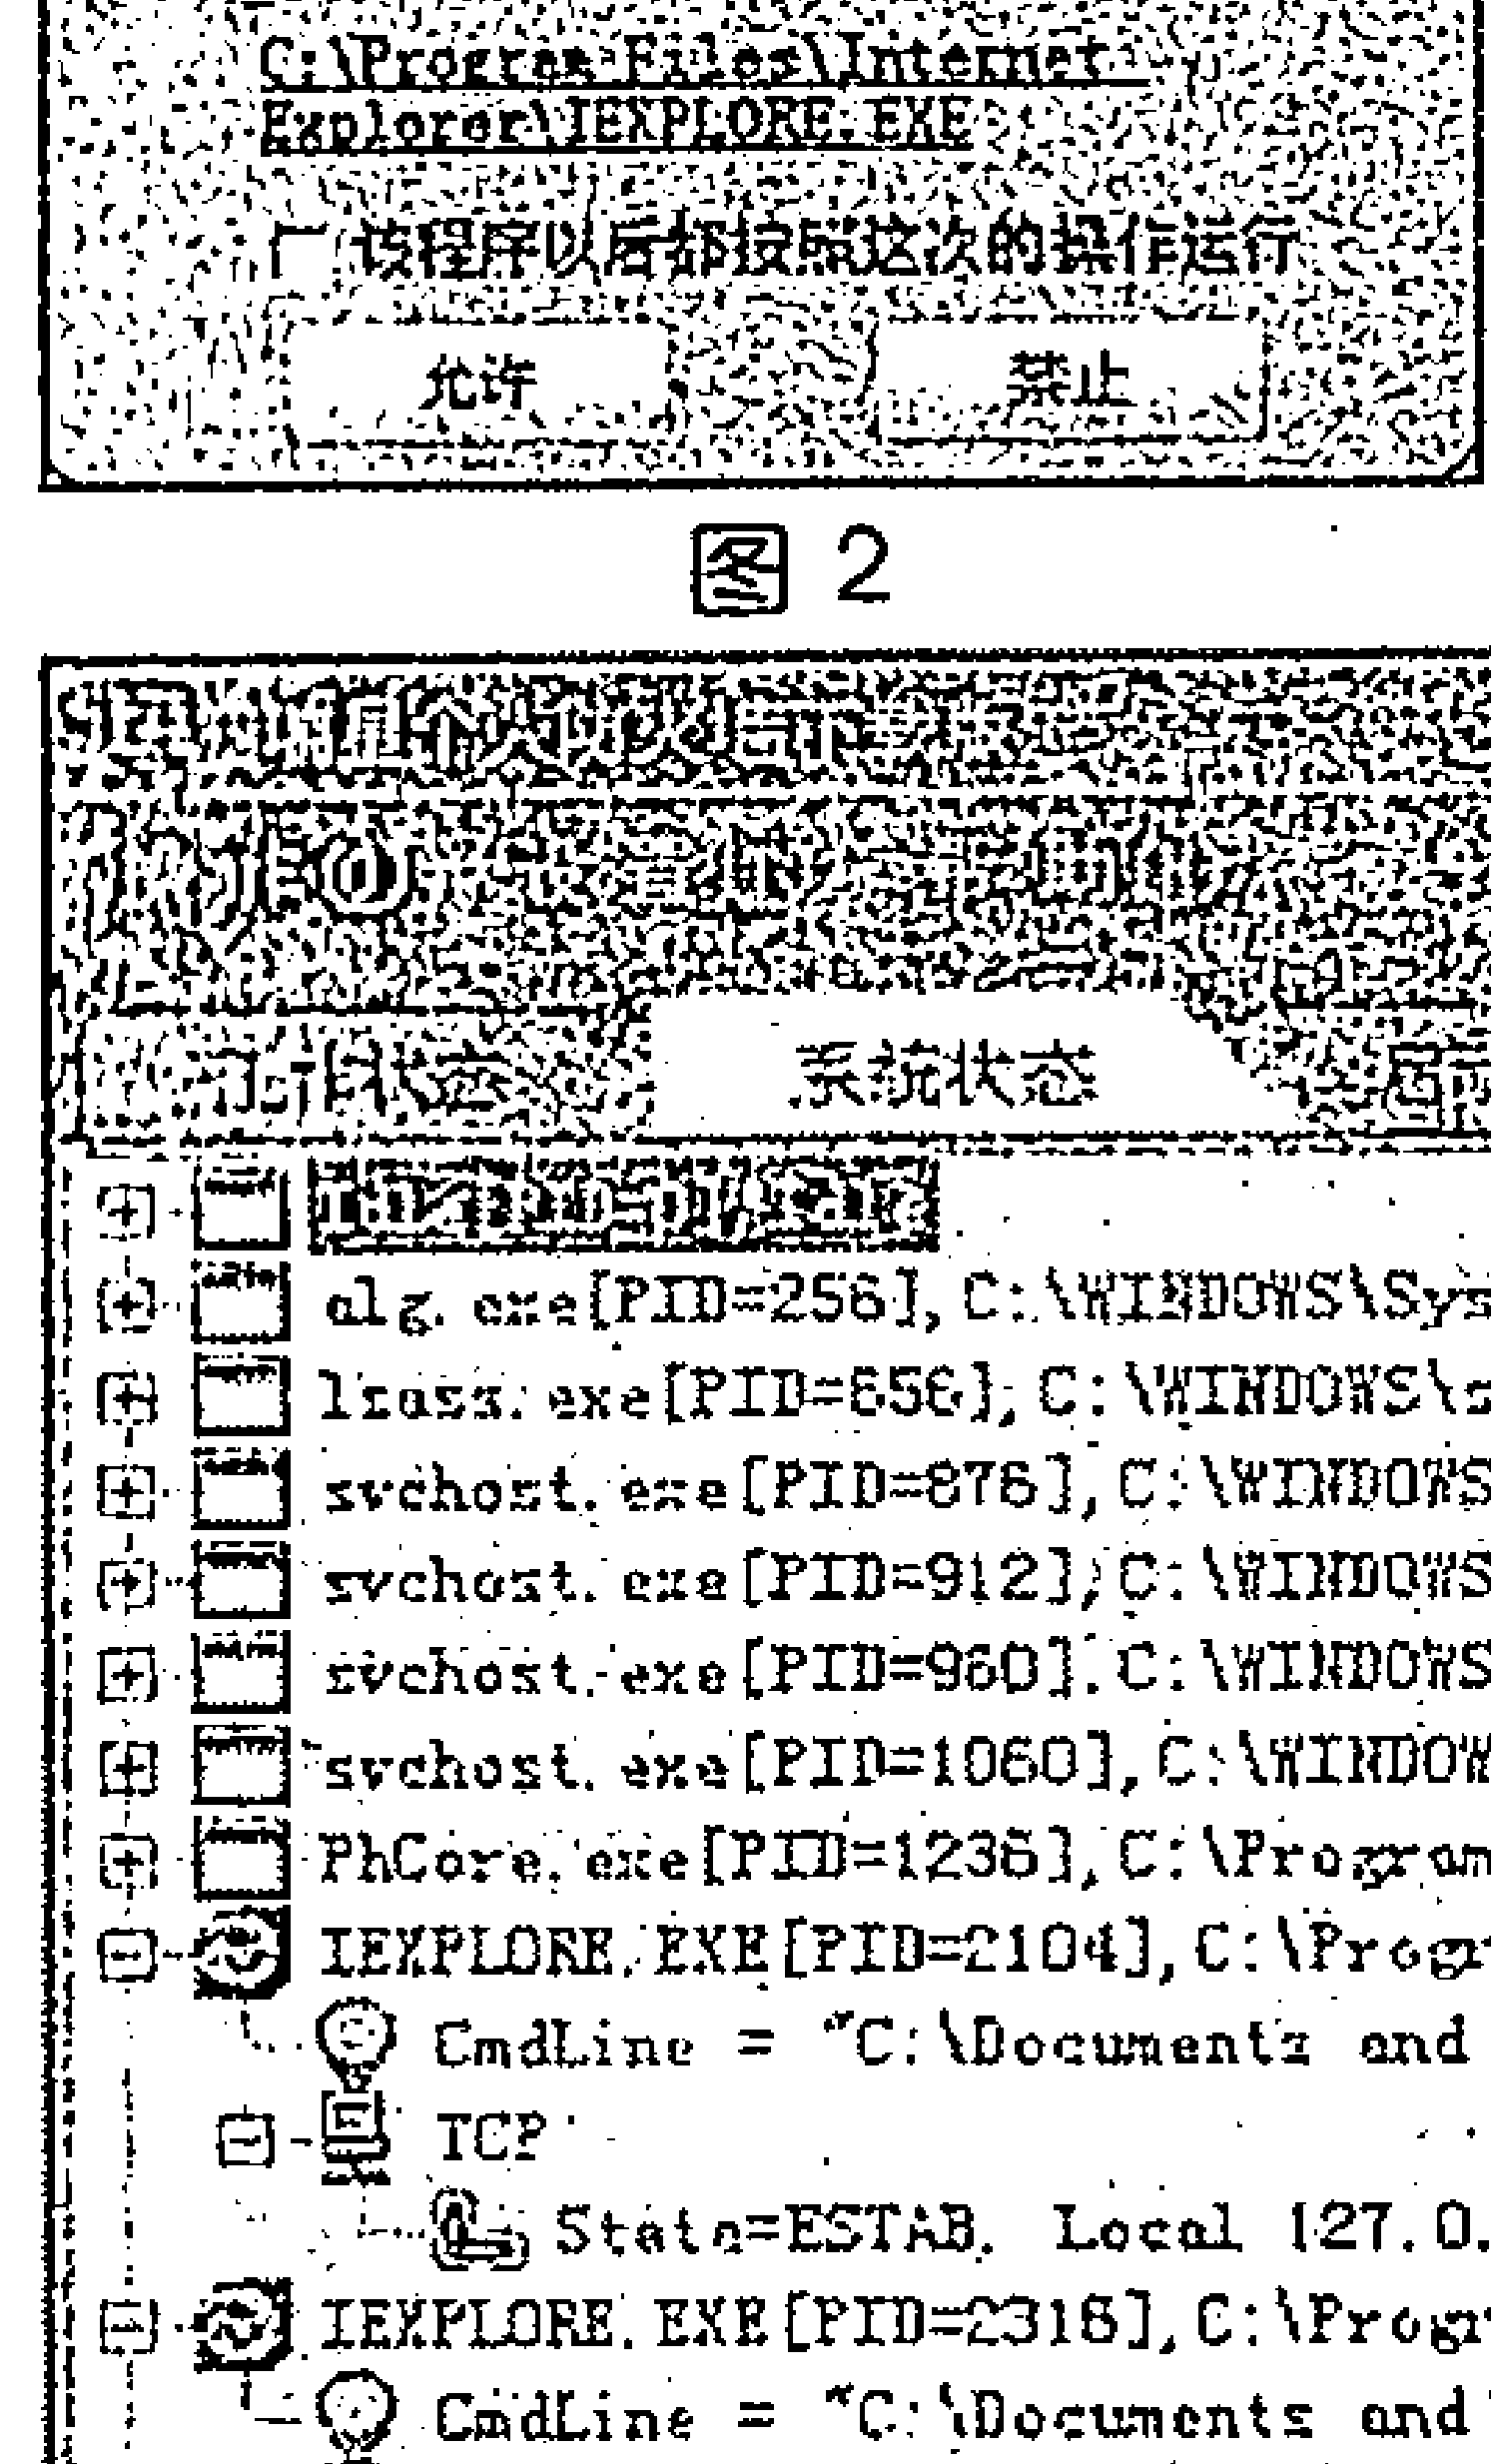 C:\Program Files\Internet
Explorer\IEXPLORE.EXE
该程序以后都按照这次的操作运行
允许 禁止
图 2
系统状态
alg.exe[PID=256],C:\WINDOWS\Sys
lsass.exe[PID=656],C:\WINDOWS\s
svchost.exe[PID=876],C:\WINDOWS
svchost.exe[PID=912],C:\WINDOWS
svchost.exe[PID=960],C:\WINDOWS
svchost.exe[PID=1060],C:\WINDOW
PhCore.exe[PID=1236],C:\Program
IEXPLORE.EXE[PID=2104],C:\Progr
CmdLine = "C:\Documents and
TCP
State=ESTAB. Local 127.0.
IEXPLORE.EXE[PID=2316],C:\Progr
CmdLine = "C:\Documents and